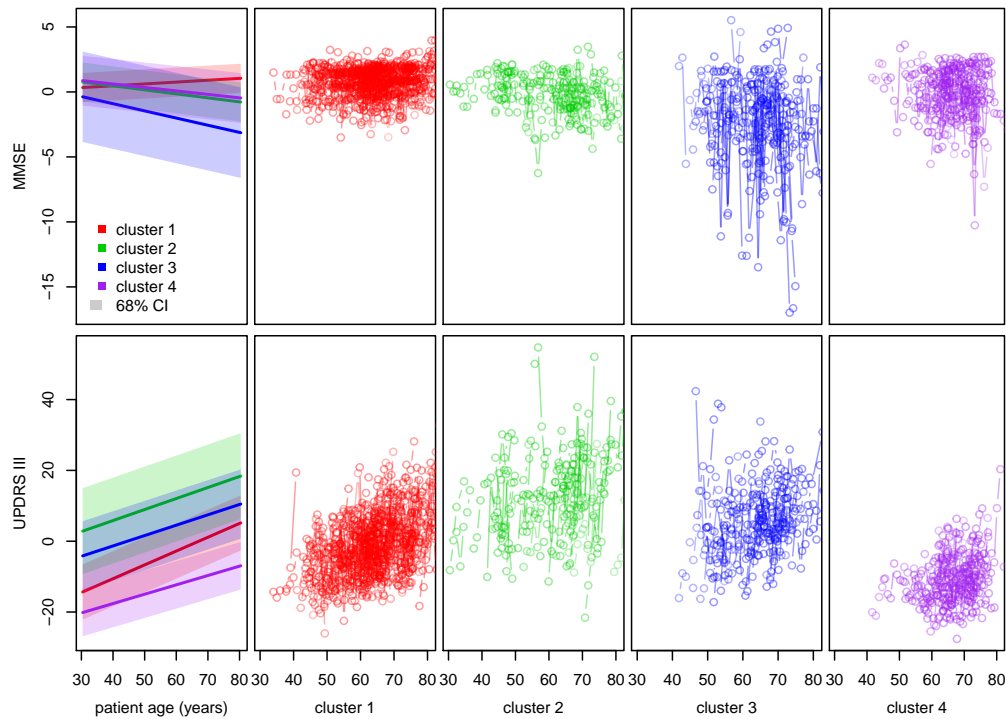 5
0
−5
−10
−15
MMSE
cluster 1
cluster 2
cluster 3
cluster 4
68% CI
40
20
0
−20
UPDRS III
30 40 50 60 70 80 30 40 50 60 70 80 30 40 50 60 70 80 30 40 50 60 70 80 30 40 50 60 70 80
patient age (years) cluster 1 cluster 2 cluster 3 cluster 4